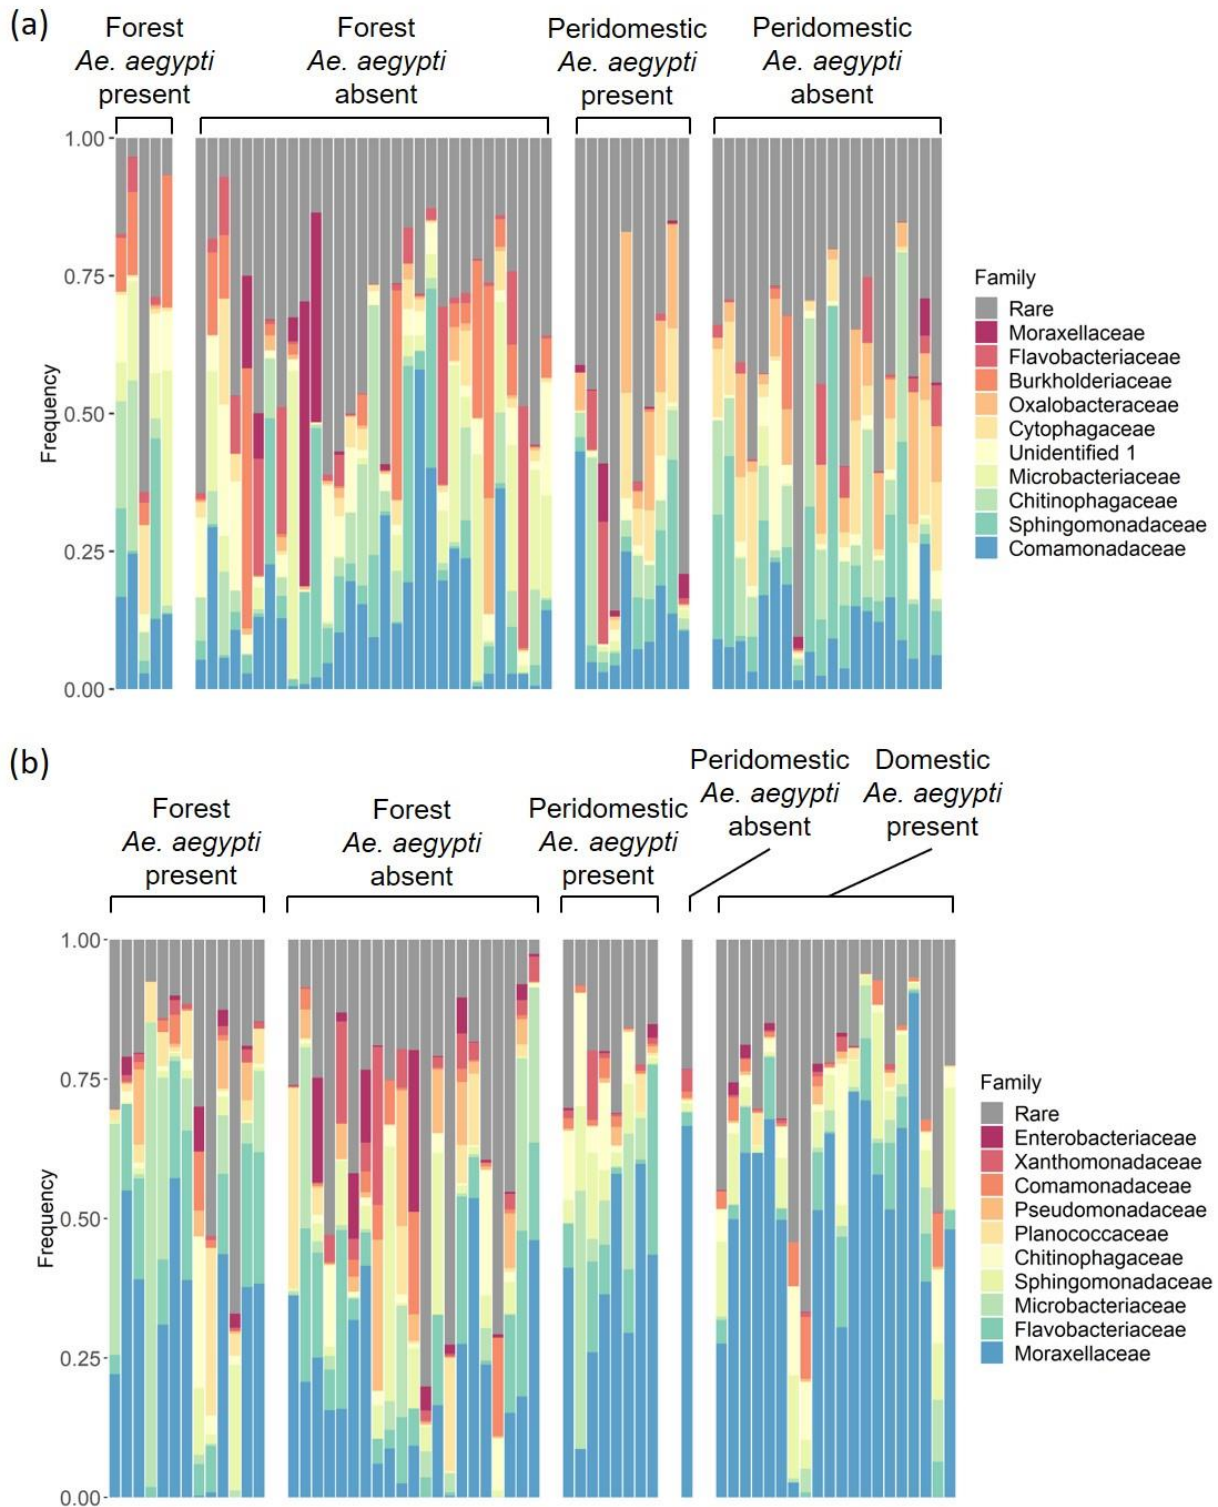 (a)
Forest
Ae. aegypti
present
Forest
Ae. aegypti
absent
Peridomestic
Ae. aegypti
present
Peridomestic
Ae. aegypti
absent
1.00
0.75
0.50
0.25
0.00
Frequency
Family
Rare
Moraxellaceae
Flavobacteriaceae
Burkholderiaceae
Oxalobacteraceae
Cytophagaceae
Unidentified 1
Microbacteriaceae
Chitinophagaceae
Sphingomonadaceae
Comamonadaceae
(b)
Forest
Ae. aegypti
present
Forest
Ae. aegypti
absent
Peridomestic
Ae. aegypti
present
Peridomestic
Ae. aegypti
absent
Domestic
Ae. aegypti
present
1.00
0.75
0.50
0.25
0.00
Frequency
Family
Rare
Enterobacteriaceae
Xanthomonadaceae
Comamonadaceae
Pseudomonadaceae
Planococcaceae
Chitinophagaceae
Sphingomonadaceae
Microbacteriaceae
Flavobacteriaceae
Moraxellaceae